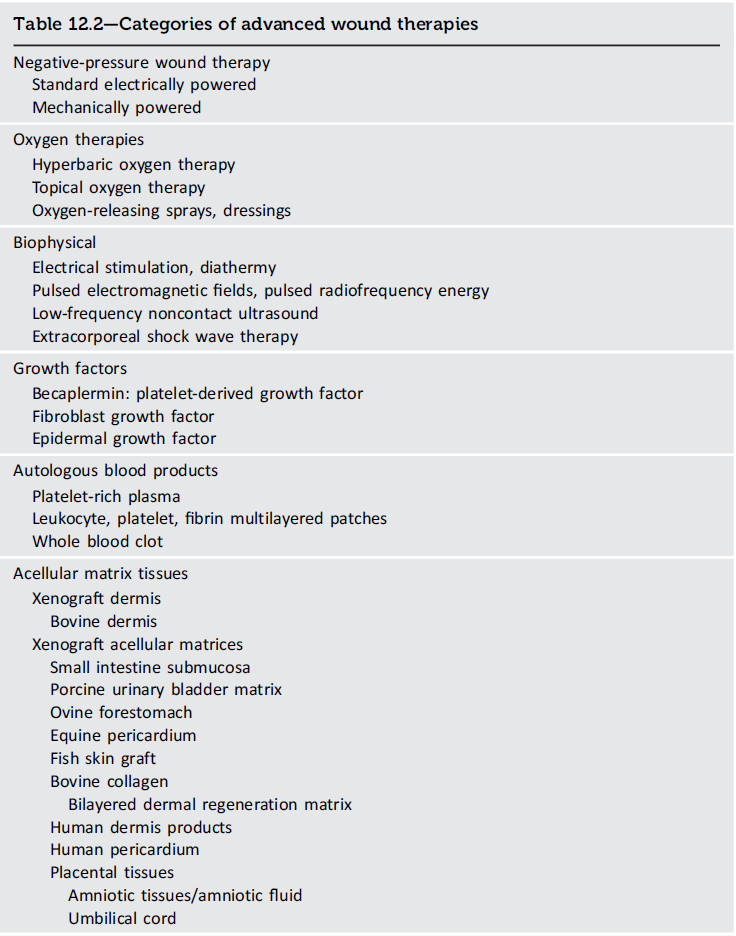 Table 12.2—Categories of advanced wound therapies
Negative-pressure wound therapy
Standard electrically powered
Mechanically powered
Oxygen therapies
Hyperbaric oxygen therapy
Topical oxygen therapy
Oxygen-releasing sprays, dressings
Biophysical
Electrical stimulation, diathermy
Pulsed electromagnetic fields, pulsed radiofrequency energy
Low-frequency noncontact ultrasound
Extracorporeal shock wave therapy
Growth factors
Becaplermin: platelet-derived growth factor
Fibroblast growth factor
Epidermal growth factor
Autologous blood products
Platelet-rich plasma
Leukocyte, platelet, fibrin multilayered patches
Whole blood clot
Acellular matrix tissues
Xenograft dermis
Bovine dermis
Xenograft acellular matrices
Small intestine submucosa
Porcine urinary bladder matrix
Ovine forestomach
Equine pericardium
Fish skin graft
Bovine collagen
Bilayered dermal regeneration matrix
Human dermis products
Human pericardium
Placental tissues
Amniotic tissues/amniotic fluid
Umbilical cord